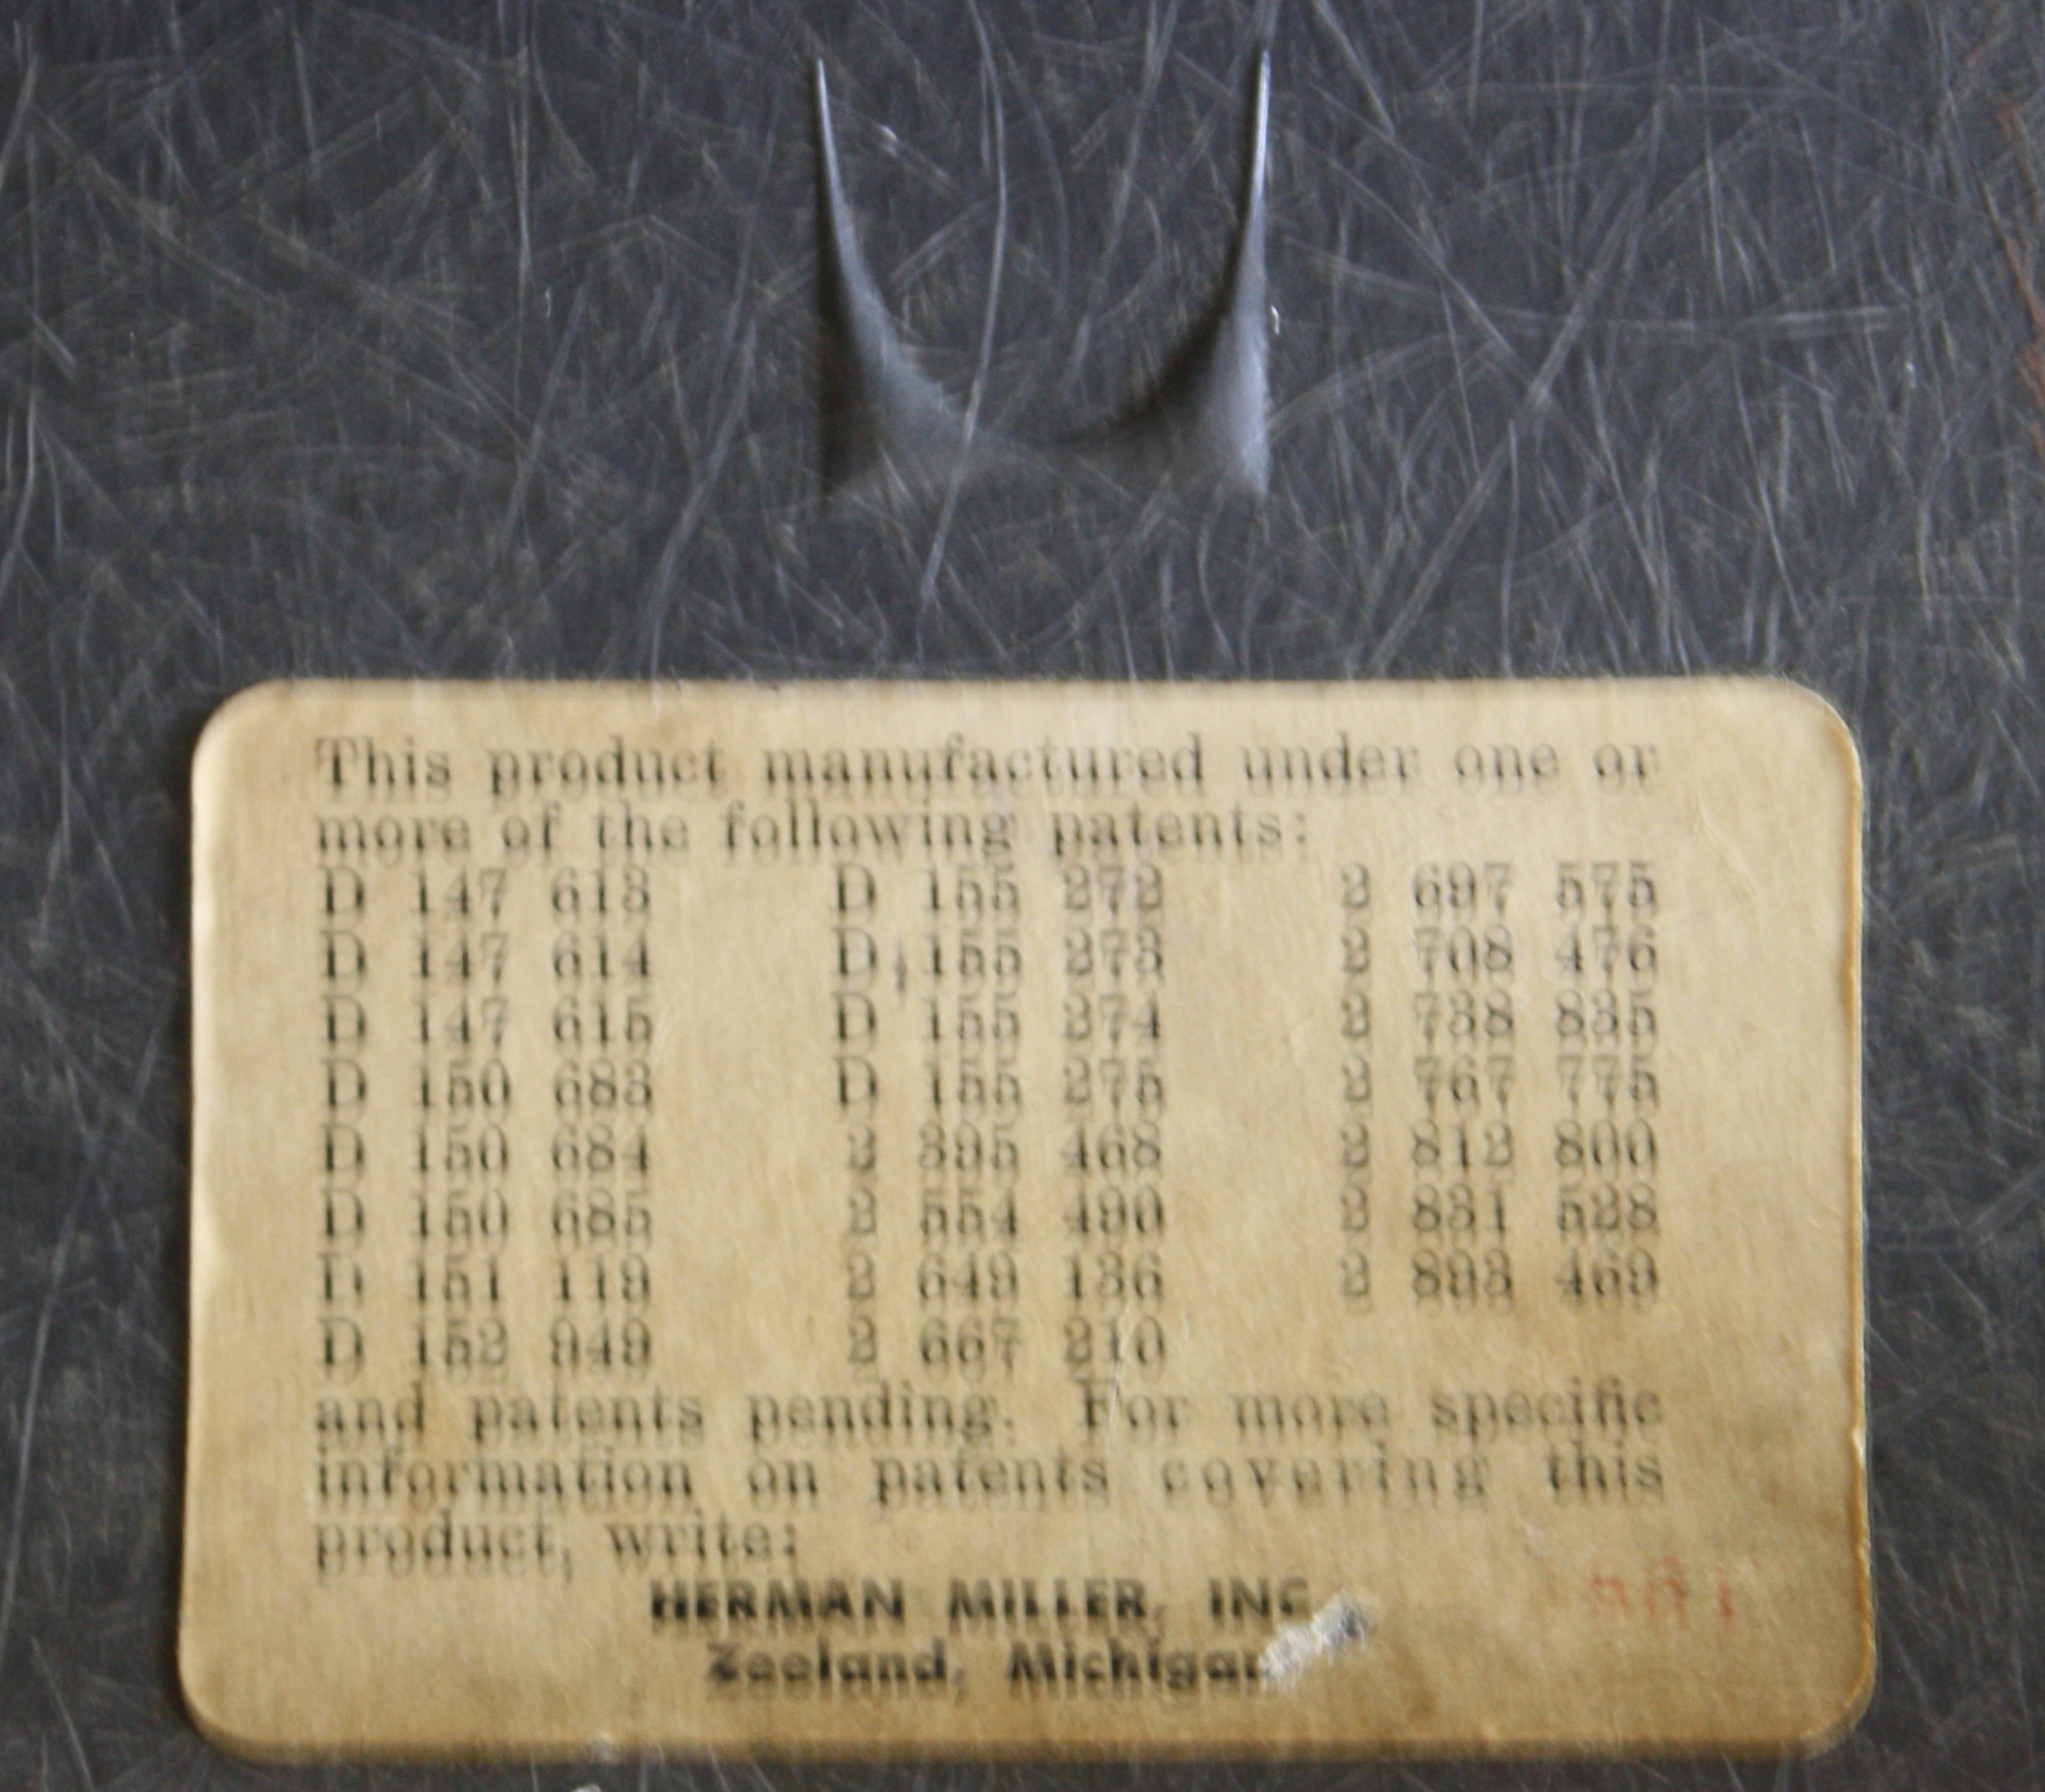 This product manufactured under one or
more of the following patents:
D 147 613 D 155 272 2 697 575
D 147 614 D 155 273 2 708 476
D 147 615 D 155 274 2 738 835
D 150 683 D 155 275 2 767 775
D 150 684 2 395 468 2 812 800
D 150 685 2 554 490 2 831 528
D 151 119 2 649 136 2 893 469
D 152 949 2 667 210
and patents pending. For more specific
information on patents covering this
product, write:
HERMAN MILLER, INC
Zeeland, Michigan